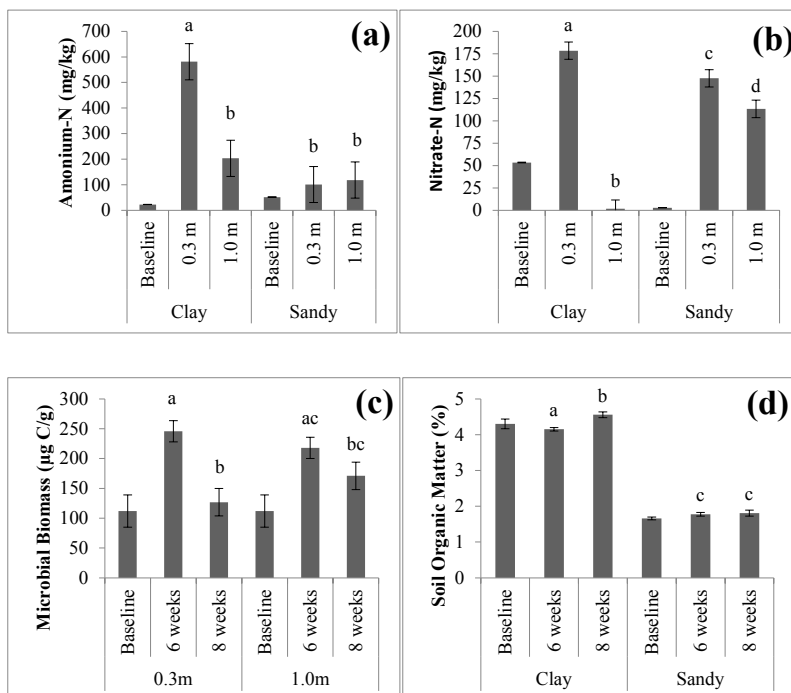 (a)
Amonium-N (mg/kg)
700
600
500
400
300
200
100
0
a
b
b
b
Baseline
0.3 m
1.0 m
Baseline
0.3 m
1.0 m
Clay
Sandy
(b)
Nitrate-N (mg/kg)
200
175
150
125
100
75
50
25
0
a
b
c
d
Baseline
0.3 m
1.0 m
Baseline
0.3 m
1.0 m
Clay
Sandy
(c)
Microbial Biomass (µg C/g)
300
250
200
150
100
50
0
a
b
ac
bc
Baseline
6 weeks
8 weeks
Baseline
6 weeks
8 weeks
0.3m
1.0m
(d)
Soil Organic Matter (%)
5
4
3
2
1
0
a
b
c
c
Baseline
6 weeks
8 weeks
Baseline
6 weeks
8 weeks
Clay
Sandy